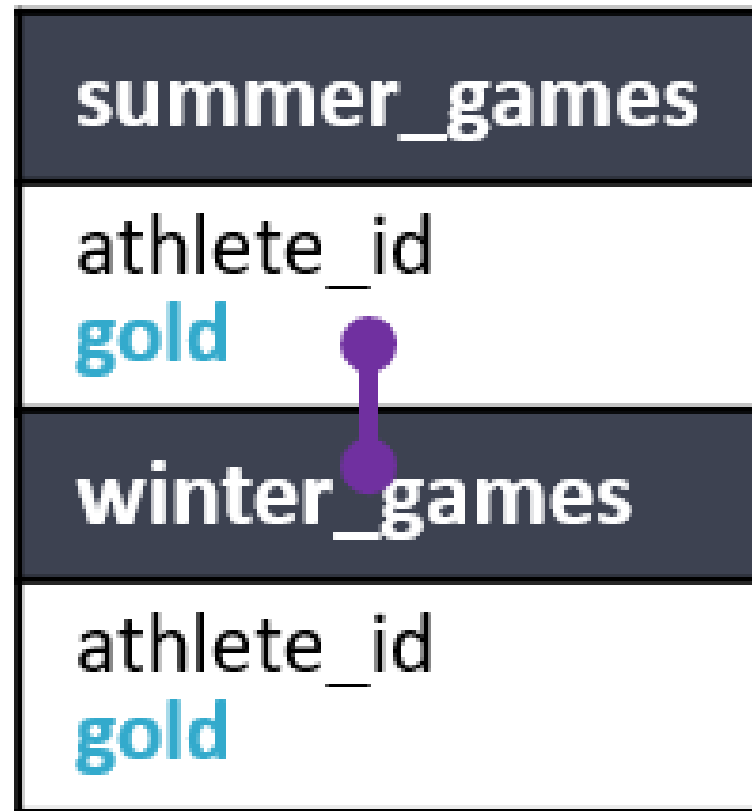 summer_games
athlete_id
gold
winter_games
athlete_id
gold